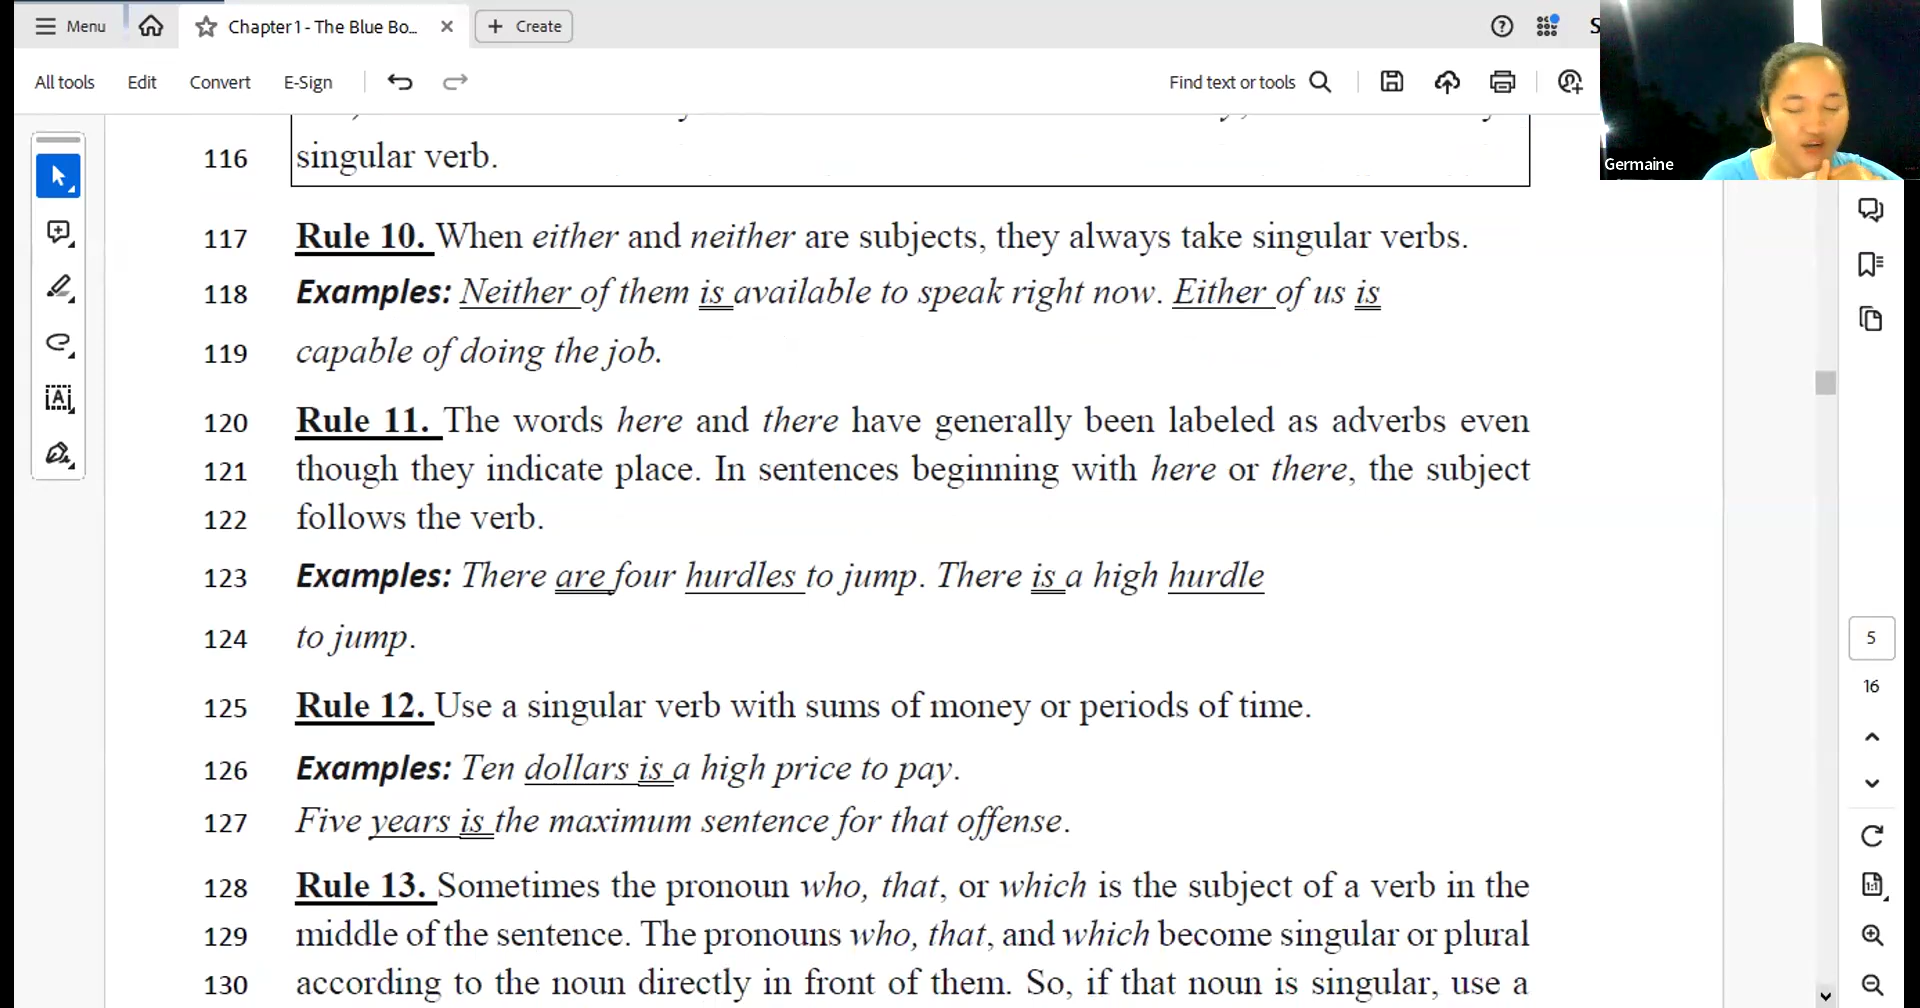 Menu
Chapter1 - The Blue Bo...
Create
All tools
Edit
Convert
E-Sign
Find text or tools
Germaine
116 singular verb.
117 Rule 10. When either and neither are subjects, they always take singular verbs.
118 Examples: Neither of them is available to speak right now. Either of us is
119 capable of doing the job.
120 Rule 11. The words here and there have generally been labeled as adverbs even
121 though they indicate place. In sentences beginning with here or there, the subject
122 follows the verb.
123 Examples: There are four hurdles to jump. There is a high hurdle
124 to jump.
125 Rule 12. Use a singular verb with sums of money or periods of time.
126 Examples: Ten dollars is a high price to pay.
127 Five years is the maximum sentence for that offense.
128 Rule 13. Sometimes the pronoun who, that, or which is the subject of a verb in the
129 middle of the sentence. The pronouns who, that, and which become singular or plural
130 according to the noun directly in front of them. So, if that noun is singular, use a
5
16
1:1